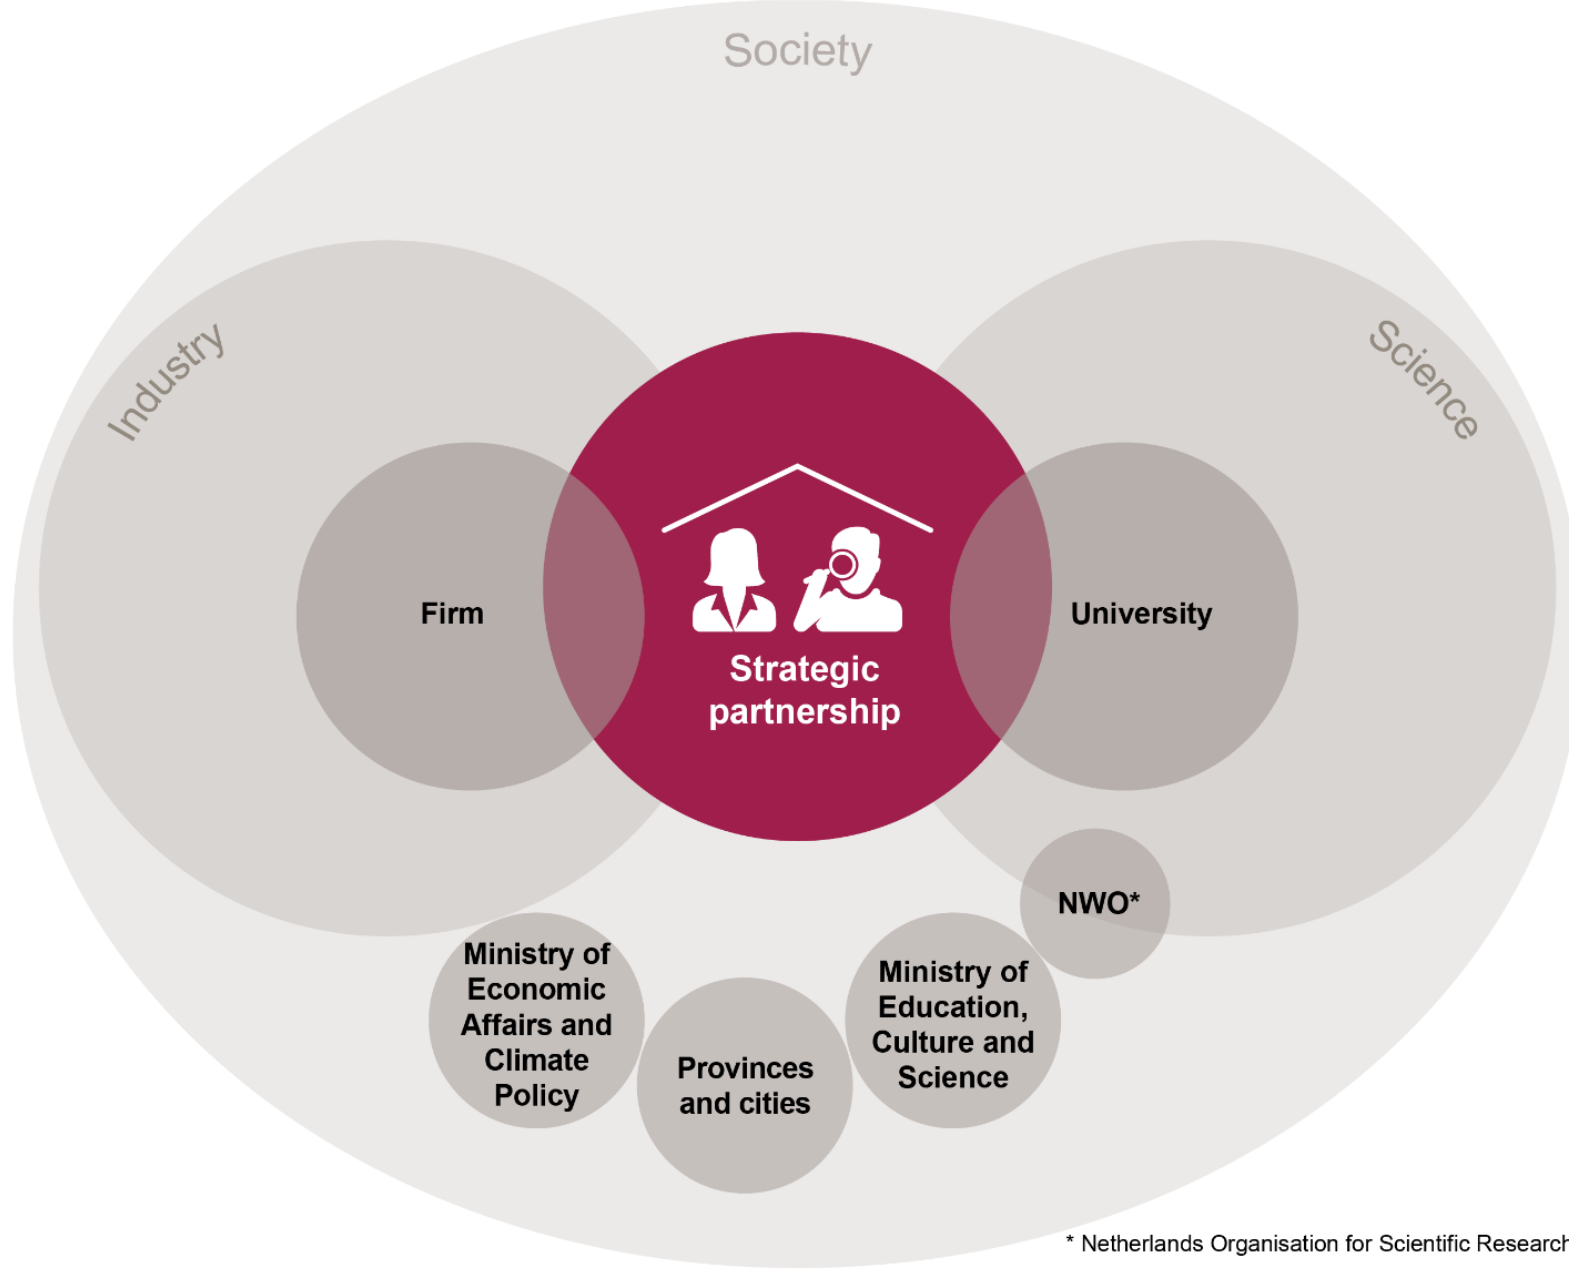 Society
Industry
Science
Firm
University
Strategic
partnership
NWO*
Ministry of
Economic
Affairs and
Climate
Policy
Provinces
and cities
Ministry of
Education,
Culture and
Science
* Netherlands Organisation for Scientific Research